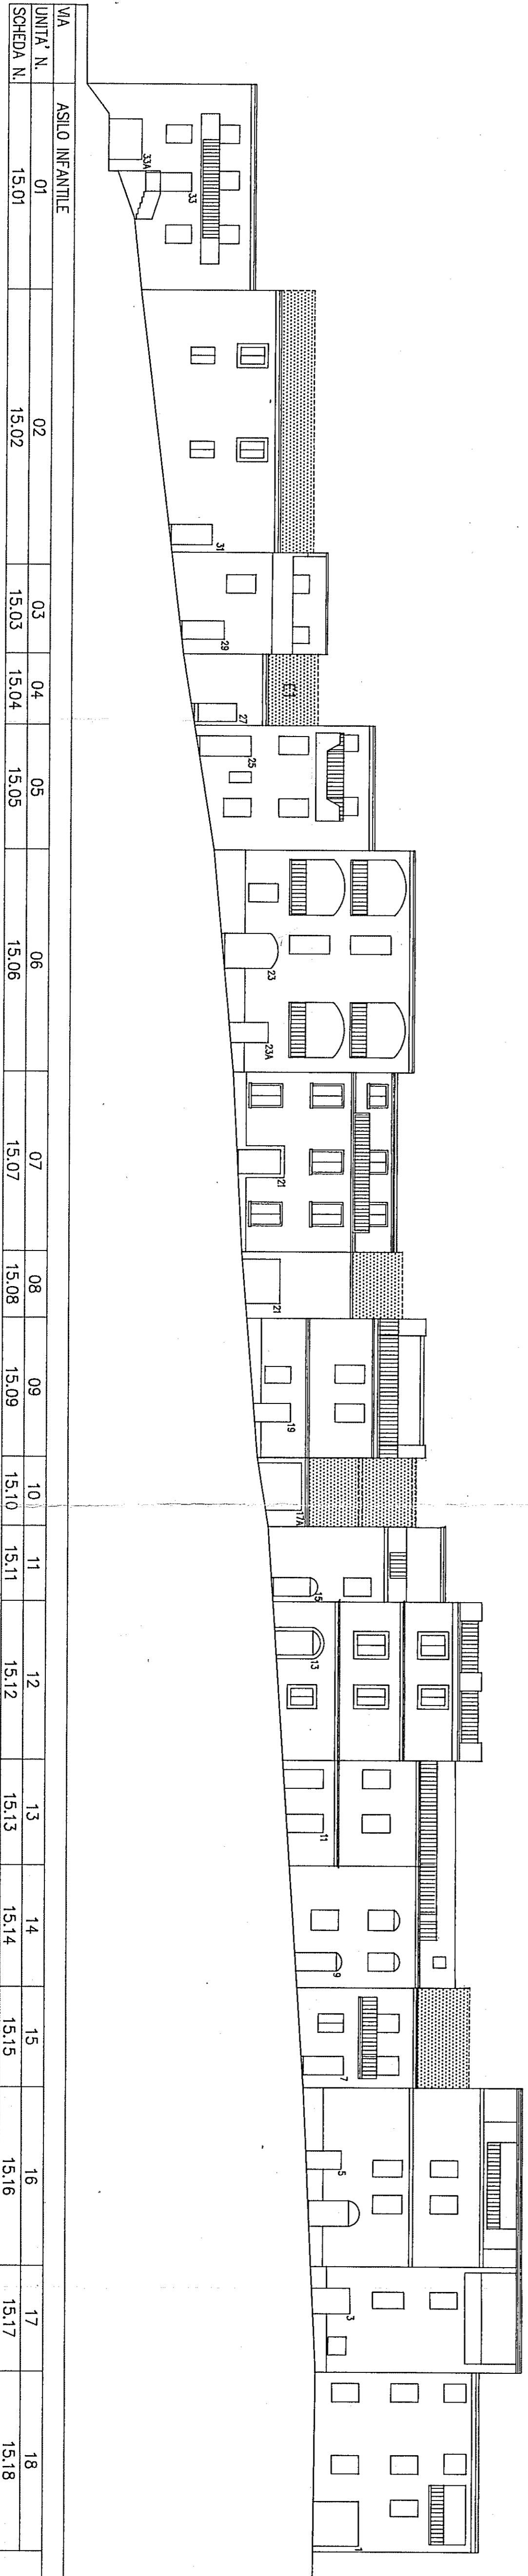 33A 33 31 29 27 25 23 23A 21 21 19 17A 15 13 11 9 7 5 3 1
VIA ASILO INFANTILE
UNITA' N. 01 02 03 04 05 06 07 08 09 10 11 12 13 14 15 16 17 18
SCHEDA N. 15.01 15.02 15.03 15.04 15.05 15.06 15.07 15.08 15.09 15.10 15.11 15.12 15.13 15.14 15.15 15.16 15.17 15.18